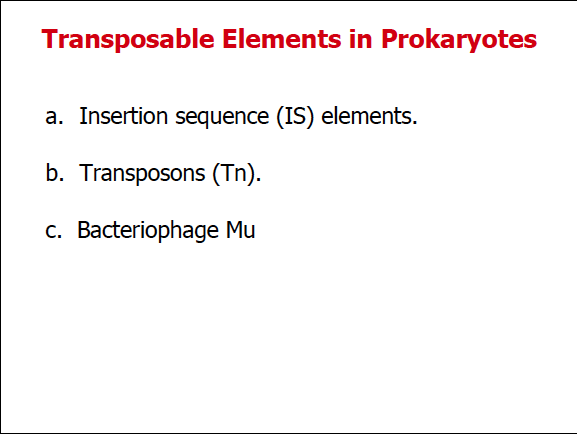 Transposable Elements in Prokaryotes
a. Insertion sequence (IS) elements.
b. Transposons (Tn).
c. Bacteriophage Mu